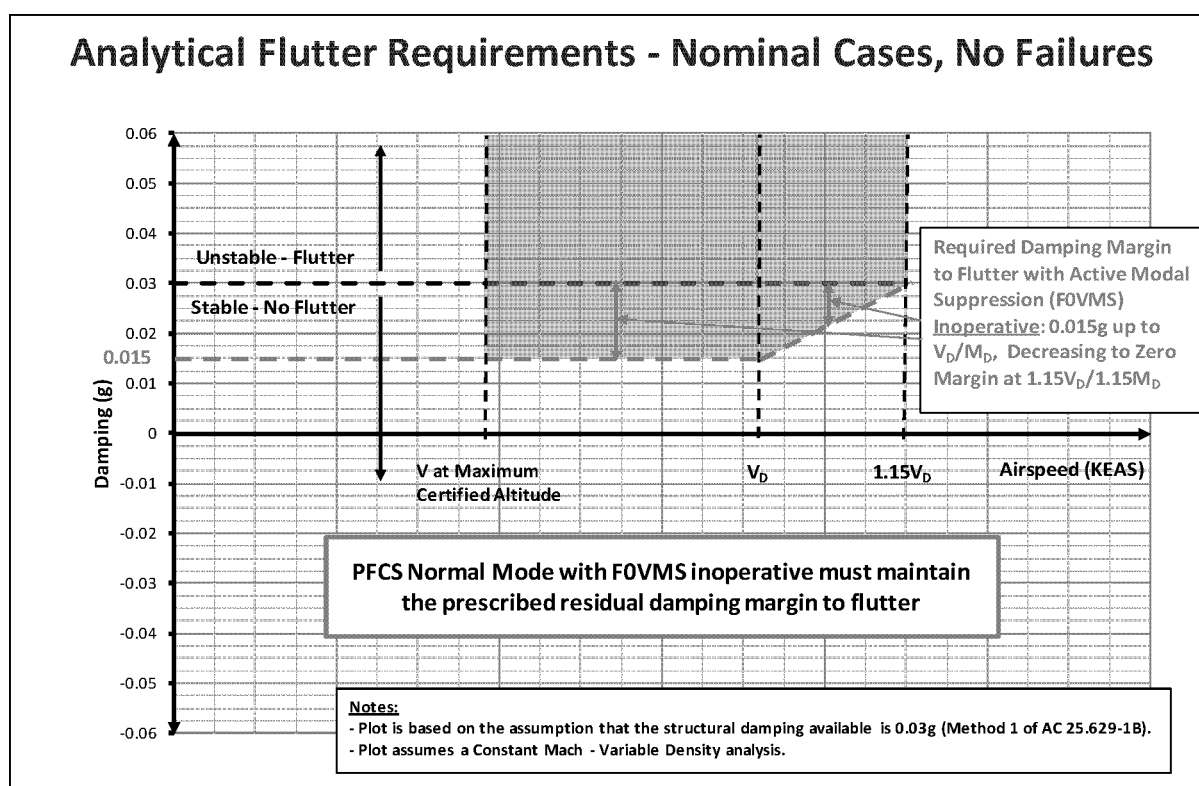 Analytical Flutter Requirements - Nominal Cases, No Failures
0.06
0.05
0.04
0.03
0.02
0.015
0.01
0
-0.01
-0.02
-0.03
-0.04
-0.05
-0.06
Damping (g)
Unstable - Flutter
Stable - No Flutter
Required Damping Margin
to Flutter with Active Modal
Suppression (F0VMS)
Inoperative: 0.015g up to
VD/MD, Decreasing to Zero
Margin at 1.15VD/1.15MD
V at Maximum
Certified Altitude
VD
1.15VD
Airspeed (KEAS)
PFCS Normal Mode with F0VMS inoperative must maintain
the prescribed residual damping margin to flutter
Notes:
- Plot is based on the assumption that the structural damping available is 0.03g (Method 1 of AC 25.629-1B).
- Plot assumes a Constant Mach - Variable Density analysis.